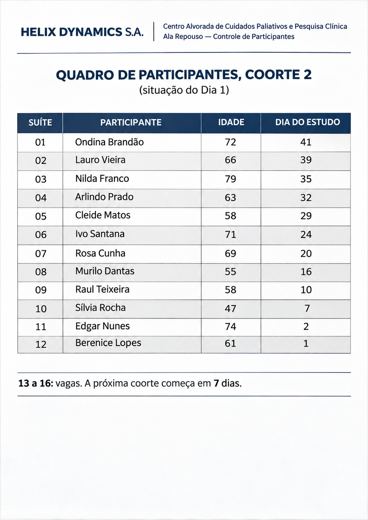 HELIX DYNAMICS S.A.
Centro Alvorada de Cuidados Paliativos e Pesquisa Clínica
Ala Repouso — Controle de Participantes
QUADRO DE PARTICIPANTES, COORTE 2
(situação do Dia 1)
SUÍTE PARTICIPANTE IDADE DIA DO ESTUDO
01 Ondina Brandão 72 41
02 Lauro Vieira 66 39
03 Nilda Franco 79 35
04 Arlindo Prado 63 32
05 Cleide Matos 58 29
06 Ivo Santana 71 24
07 Rosa Cunha 69 20
08 Murilo Dantas 55 16
09 Raul Teixeira 58 10
10 Sílvia Rocha 47 7
11 Edgar Nunes 74 2
12 Berenice Lopes 61 1
13 a 16: vagas. A próxima coorte começa em 7 dias.